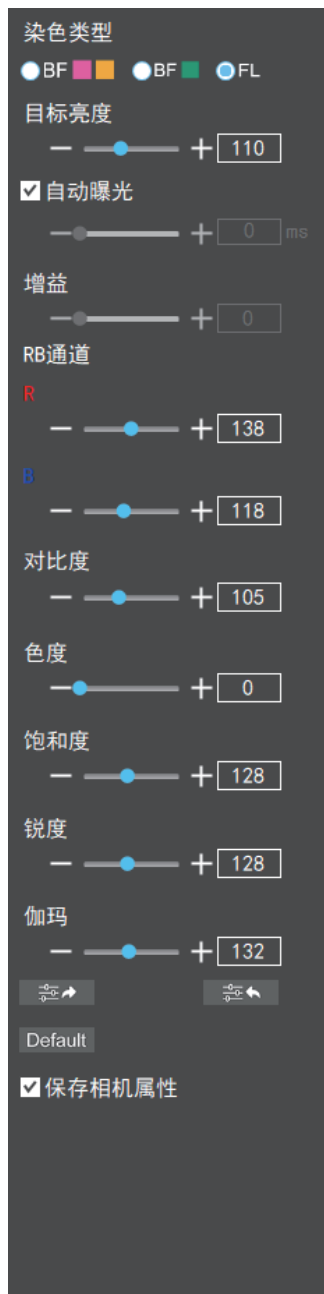 染色类型
BF BF FL
目标亮度
110
自动曝光
0 ms
增益
0
RB通道
R
138
B
118
对比度
105
色度
0
饱和度
128
锐度
128
伽玛
132
Default
保存相机属性